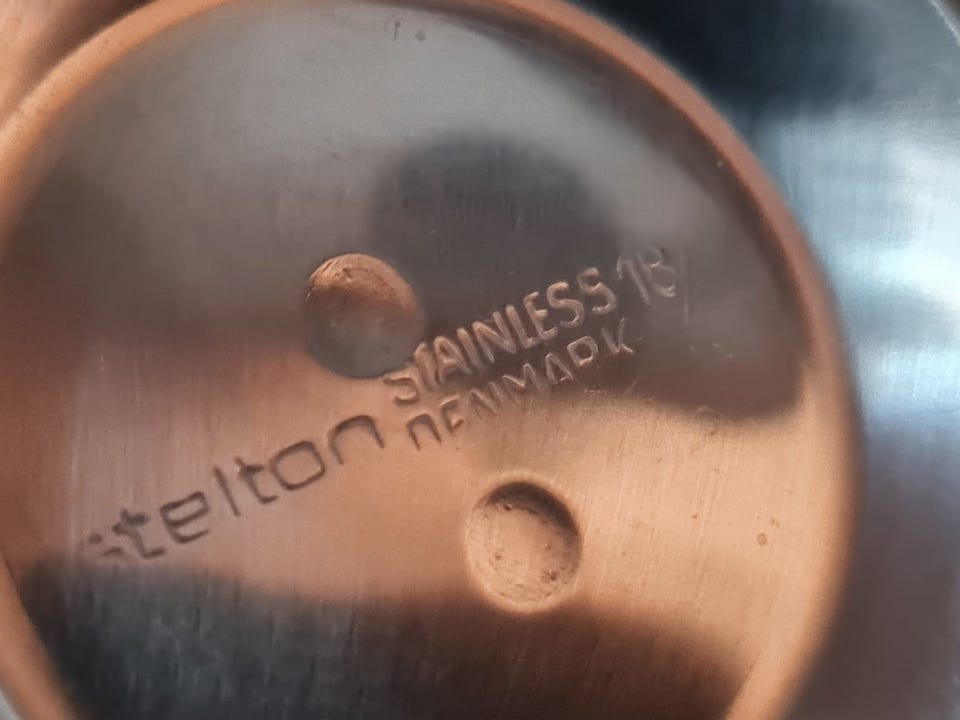 stelton
STAINLESS 18/
DENMARK